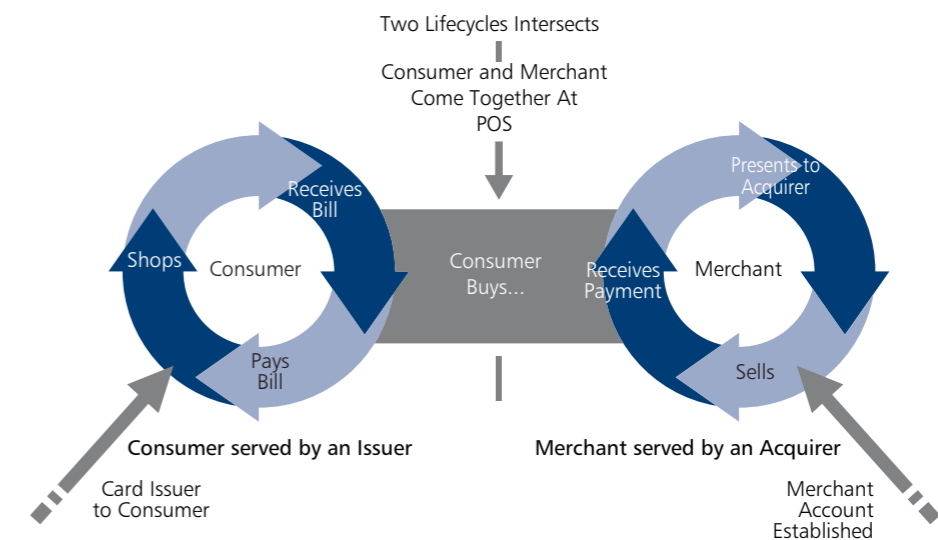 Two Lifecycles Intersects
Consumer and Merchant
Come Together At
POS
Receives
Bill
Shops
Consumer
Pays
Bill
Consumer
Buys...
Presents to
Acquirer
Receives
Payment
Merchant
Sells
Consumer served by an Issuer
Merchant served by an Acquirer
Card Issuer
to Consumer
Merchant
Account
Established